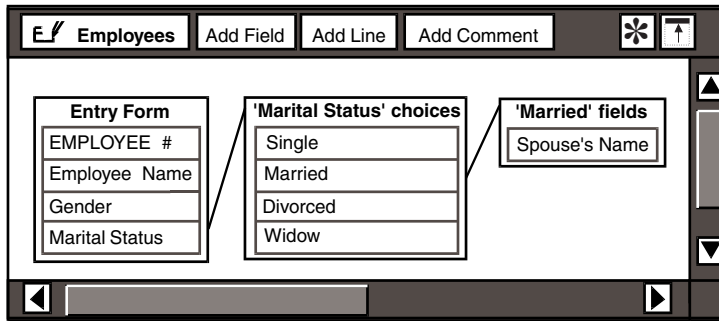 Employees Add Field Add Line Add Comment
Entry Form
EMPLOYEE #
Employee Name
Gender
Marital Status
'Marital Status' choices
Single
Married
Divorced
Widow
'Married' fields
Spouse's Name